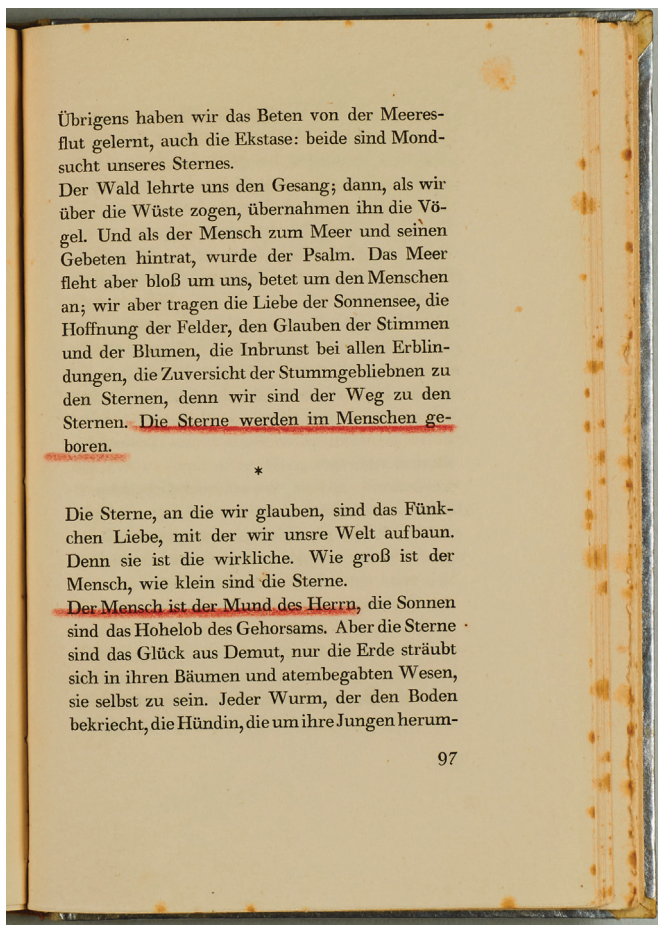 Übrigens haben wir das Beten von der Meeres-
flut gelernt, auch die Ekstase: beide sind Mond-
sucht unseres Sternes.
Der Wald lehrte uns den Gesang; dann, als wir
über die Wüste zogen, übernahmen ihn die Vö-
gel. Und als der Mensch zum Meer und seinen
Gebeten hintrat, wurde der Psalm. Das Meer
fleht aber bloß um uns, betet um den Menschen
an; wir aber tragen die Liebe der Sonnensee, die
Hoffnung der Felder, den Glauben der Stimmen
und der Blumen, die Inbrunst bei allen Erblin-
dungen, die Zuversicht der Stummgebliebnen zu
den Sternen, denn wir sind der Weg zu den
Sternen. Die Sterne werden im Menschen ge-
boren.
*
Die Sterne, an die wir glauben, sind das Fünk-
chen Liebe, mit der wir unsre Welt aufbaun.
Denn sie ist die wirkliche. Wie groß ist der
Mensch, wie klein sind die Sterne.
Der Mensch ist der Mund des Herrn, die Sonnen
sind das Hohelob des Gehorsams. Aber die Sterne
sind das Glück aus Demut, nur die Erde sträubt
sich in ihren Bäumen und atembegabten Wesen,
sie selbst zu sein. Jeder Wurm, der den Boden
bekriecht, die Hündin, die um ihre Jungen herum-
97